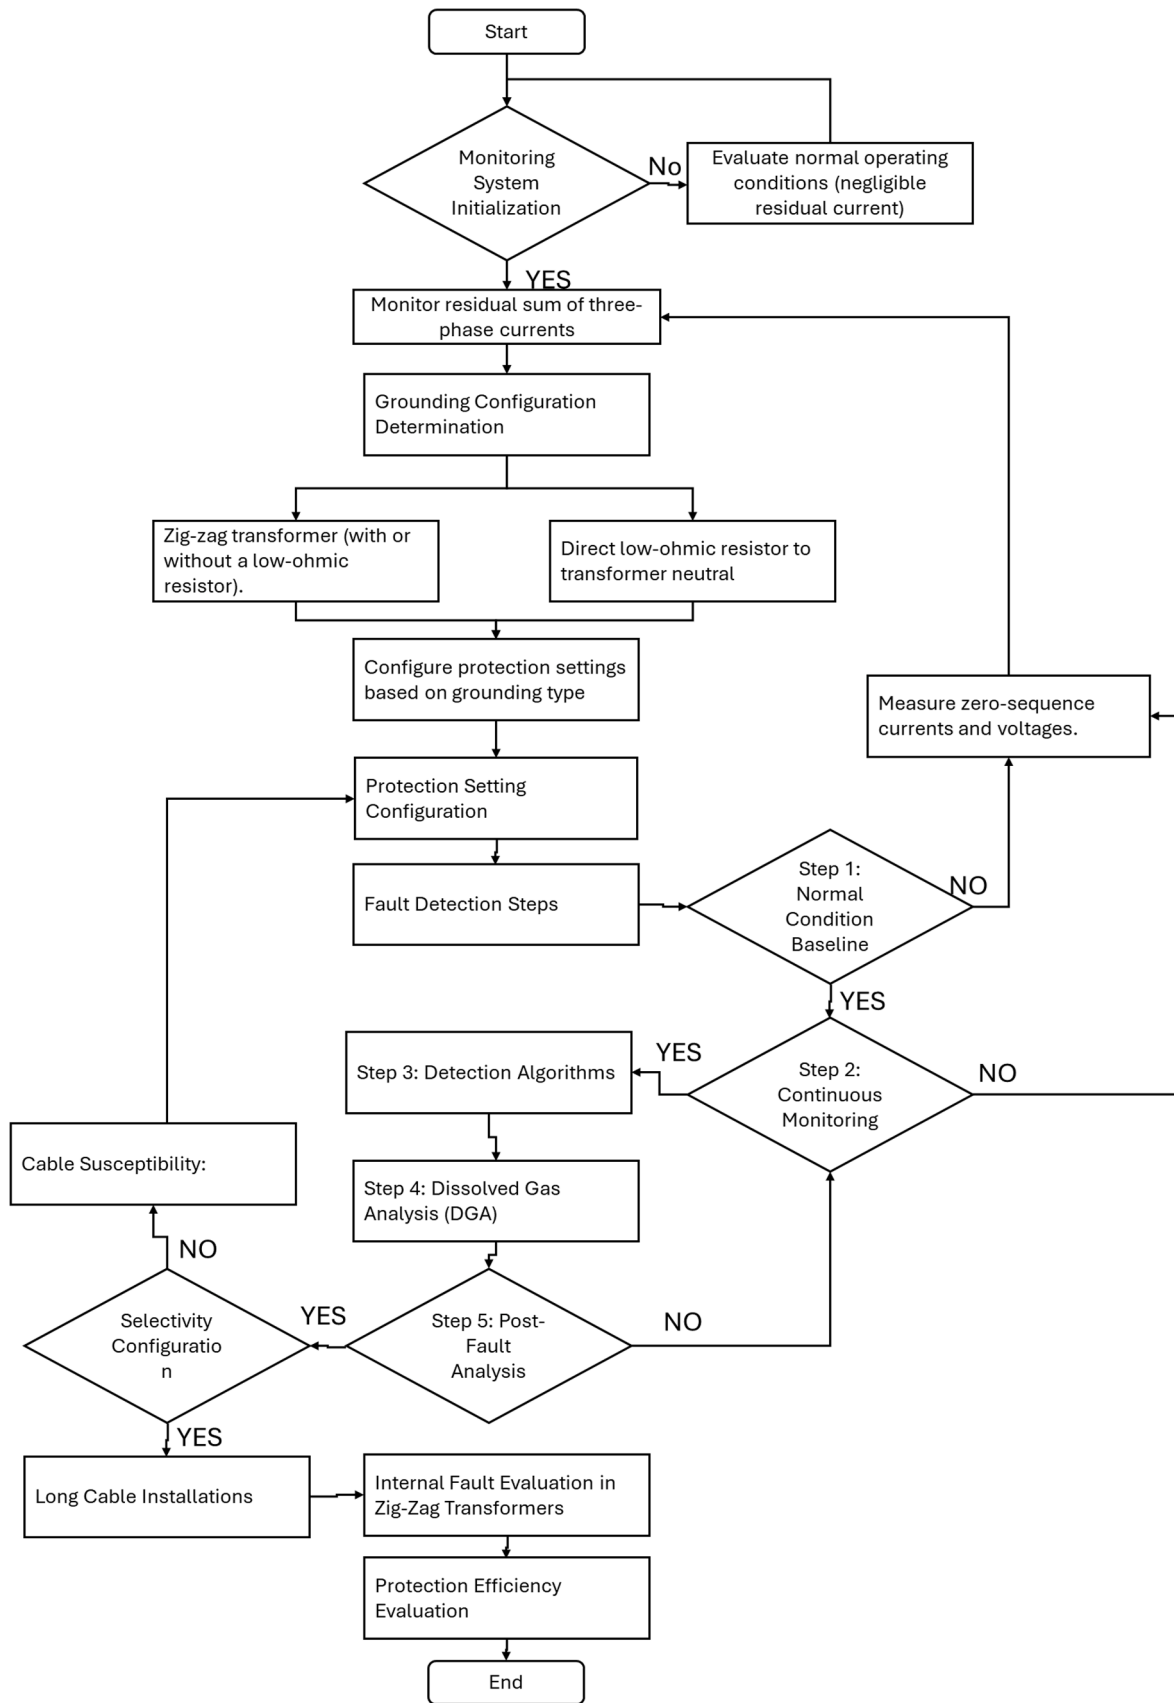 Start
Monitoring
System
Initialization
No
Evaluate normal operating
conditions (negligible
residual current)
YES
Monitor residual sum of three-
phase currents
Grounding Configuration
Determination
Zig-zag transformer (with or
without a low-ohmic
resistor).
Direct low-ohmic resistor to
transformer neutral
Configure protection settings
based on grounding type
Measure zero-sequence
currents and voltages.
Protection Setting
Configuration
Fault Detection Steps
Step 1:
Normal
Condition
Baseline
NO
YES
Step 2:
Continuous
Monitoring
NO
YES
Step 3: Detection Algorithms
Step 4: Dissolved Gas
Analysis (DGA)
Cable Susceptibility:
NO
Selectivity
Configuratio
n
YES
Step 5: Post-
Fault
Analysis
NO
YES
Long Cable Installations
Internal Fault Evaluation in
Zig-Zag Transformers
Protection Efficiency
Evaluation
End